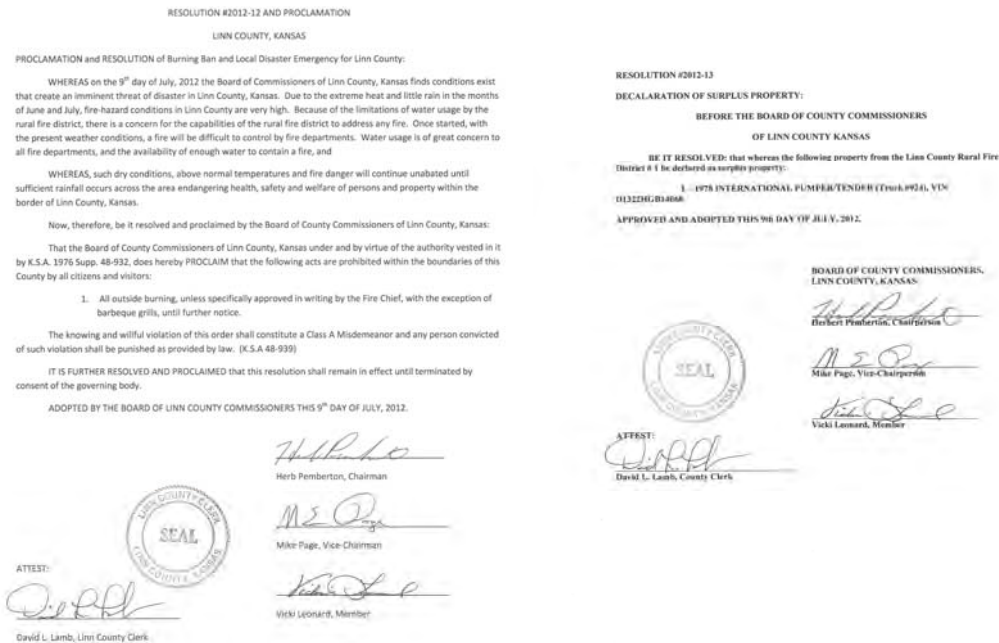 RESOLUTION #2012-12 AND PROCLAMATION
LINN COUNTY, KANSAS
PROCLAMATION and RESOLUTION of Burning Ban and Local Disaster Emergency for Linn County:
WHEREAS on the 9th day of July, 2012 the Board of Commissioners of Linn County, Kansas finds conditions exist
that create an imminent threat of disaster in Linn County, Kansas. Due to the extreme heat and little rain in the months
of June and July, fire-hazard conditions in Linn County are very high. Because of the limitations of water usage by the
rural fire district, there is a concern for the capabilities of the rural fire district to address any fire. Once started, with
the present weather conditions, a fire will be difficult to control by fire departments. Water usage is of great concern to
all fire departments, and the availability of enough water to contain a fire, and
WHEREAS, such dry conditions, above normal temperatures and fire danger will continue unabated until
sufficient rainfall occurs across the area endangering health, safety and welfare of persons and property within the
border of Linn County, Kansas.
Now, therefore, be it resolved and proclaimed by the Board of County Commissioners of Linn County, Kansas:
That the Board of County Commissioners of Linn County, Kansas under and by virtue of the authority vested in it
by K.S.A. 1976 Supp. 48-932, does hereby PROCLAIM that the following acts are prohibited within the boundaries of this
County by all citizens and visitors:
1. All outside burning, unless specifically approved in writing by the Fire Chief, with the exception of
barbeque grills, until further notice.
The knowing and willful violation of this order shall constitute a Class A Misdemeanor and any person convicted
of such violation shall be punished as provided by law. (K.S.A 48-939)
IT IS FURTHER RESOLVED AND PROCLAIMED that this resolution shall remain in effect until terminated by
consent of the governing body.
ADOPTED BY THE BOARD OF LINN COUNTY COMMISSIONERS THIS 9th DAY OF JULY, 2012.
Herb Pemberton, Chairman
LINN COUNTY CLERK
SEAL
LINN COUNTY, KANSAS
Mike Page, Vice-Chairman
ATTEST:
Vicki Leonard, Member
David L. Lamb, Linn County Clerk
RESOLUTION #2012-13
DECALARATION OF SURPLUS PROPERTY:
BEFORE THE BOARD OF COUNTY COMMISSIONERS
OF LINN COUNTY KANSAS
BE IT RESOLVED: that whereas the following property from the Linn County Rural Fire
District # 1 be declared as surplus property:
1 - 1978 INTERNATIONAL PUMPER/TENDER (Truck #924), VIN#
APPROVED AND ADOPTED THIS 9th DAY OF JULY, 2012.
BOARD OF COUNTY COMMISSIONERS,
LINN COUNTY, KANSAS
Herbert Pemberton, Chairperson
LINN COUNTY CLERK
SEAL
LINN COUNTY, KANSAS
Mike Page, Vice-Chairperson
Vicki Leonard, Member
ATTEST:
David L. Lamb, County Clerk